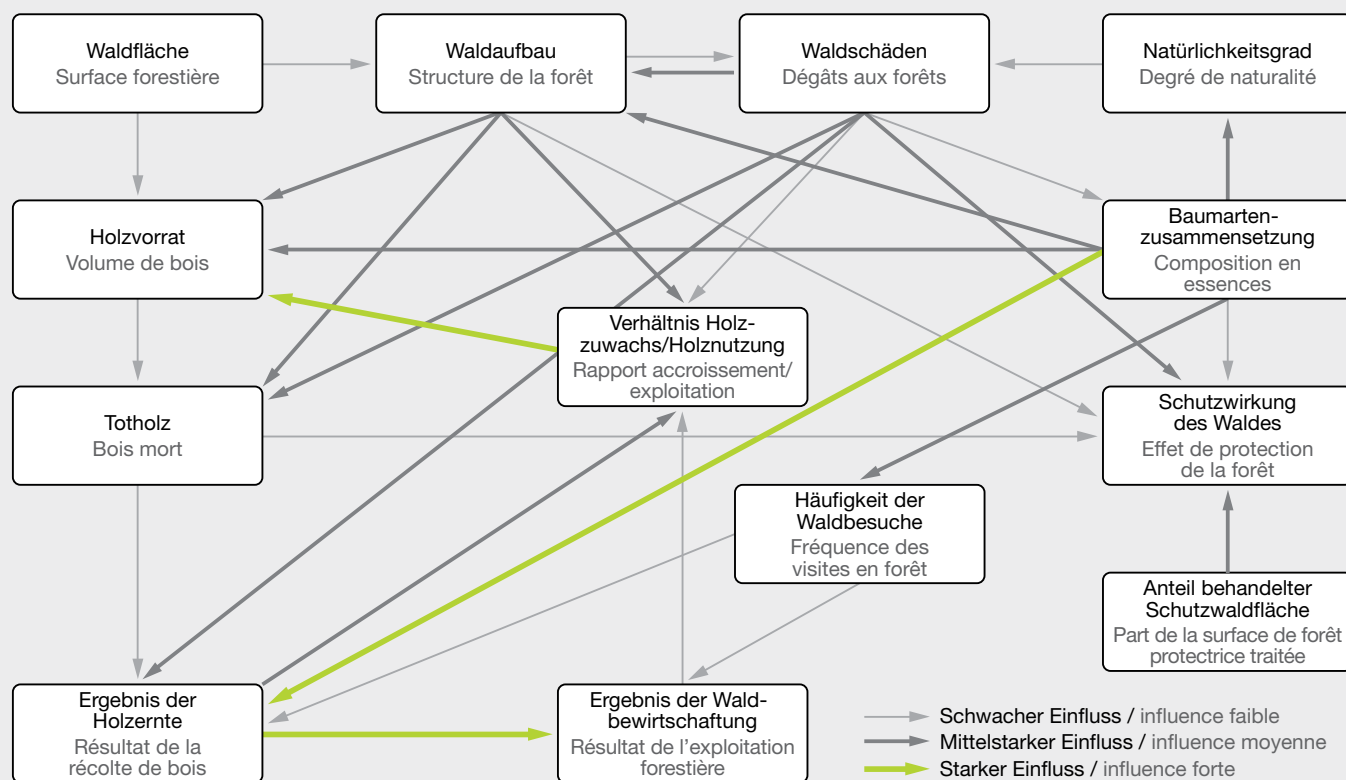 Waldfläche
Surface forestière
Waldaufbau
Structure de la forêt
Waldschäden
Dégâts aux forêts
Natürlichkeitsgrad
Degré de naturalité
Holzvorrat
Volume de bois
Baumarten-
zusammensetzung
Composition en
essences
Verhältnis Holz-
zuwachs/Holznutzung
Rapport accroissement/
exploitation
Totholz
Bois mort
Schutzwirkung
des Waldes
Effet de protection
de la forêt
Häufigkeit der
Waldbesuche
Fréquence des
visites en forêt
Anteil behandelter
Schutzwaldfläche
Part de la surface de forêt
protectrice traitée
Ergebnis der
Holzernte
Résultat de la
récolte de bois
Ergebnis der Wald-
bewirtschaftung
Résultat de l’exploitation
forestière
Schwacher Einfluss / influence faible
Mittelstarker Einfluss / influence moyenne
Starker Einfluss / influence forte